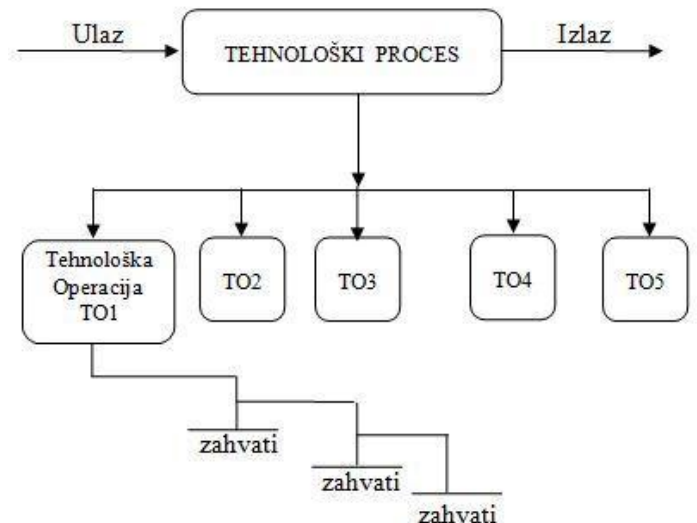 Ulaz
TEHNOLOŠKI PROCES
Izlaz
Tehnološka
Operacija
TO1
TO2
TO3
TO4
TO5
zahvati
zahvati
zahvati